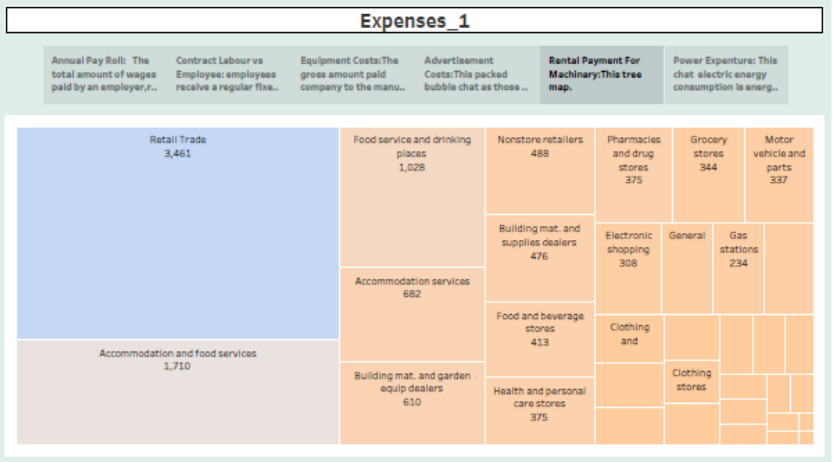 Expenses_1
Annual Pay Roll:  The
total amount of wages
paid by an employer,r..
Contract Labour vs
Employee: employees
receive a regular fixe..
Equipment Costs:The
gross amount paid
company to the manu..
Advertisement
Costs:This packed
bubble chat as those ..
Rental Payment For
Machinary:This tree
map.
Power Expenture: This
chat  electric energy
consumption is energ..
Retail Trade
3,461
Accommodation and food services
1,710
Food service and drinking
places
1,028
Accommodation services
682
Building mat. and garden
equip dealers
610
Nonstore retailers
488
Building mat. and
supplies dealers
476
Food and beverage
stores
413
Health and personal
care stores
375
Pharmacies
and drug
stores
375
Grocery
stores
344
Motor
vehicle and
parts
337
Electronic
shopping
308
General
Gas
stations
234
Clothing
and
Clothing
stores